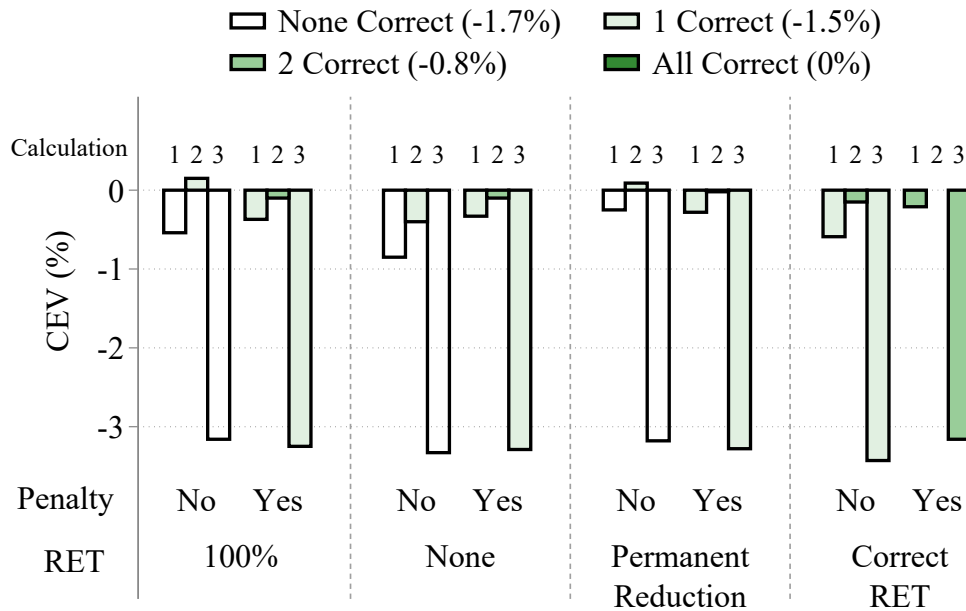 None Correct (-1.7%)
1 Correct (-1.5%)
2 Correct (-0.8%)
All Correct (0%)
Calculation
1 2 3 1 2 3 1 2 3 1 2 3 1 2 3 1 2 3 1 2 3 1 2 3
0
-1
-2
-3
CEV (%)
Penalty No Yes No Yes No Yes No Yes
RET 100% None Permanent Correct
Reduction RET